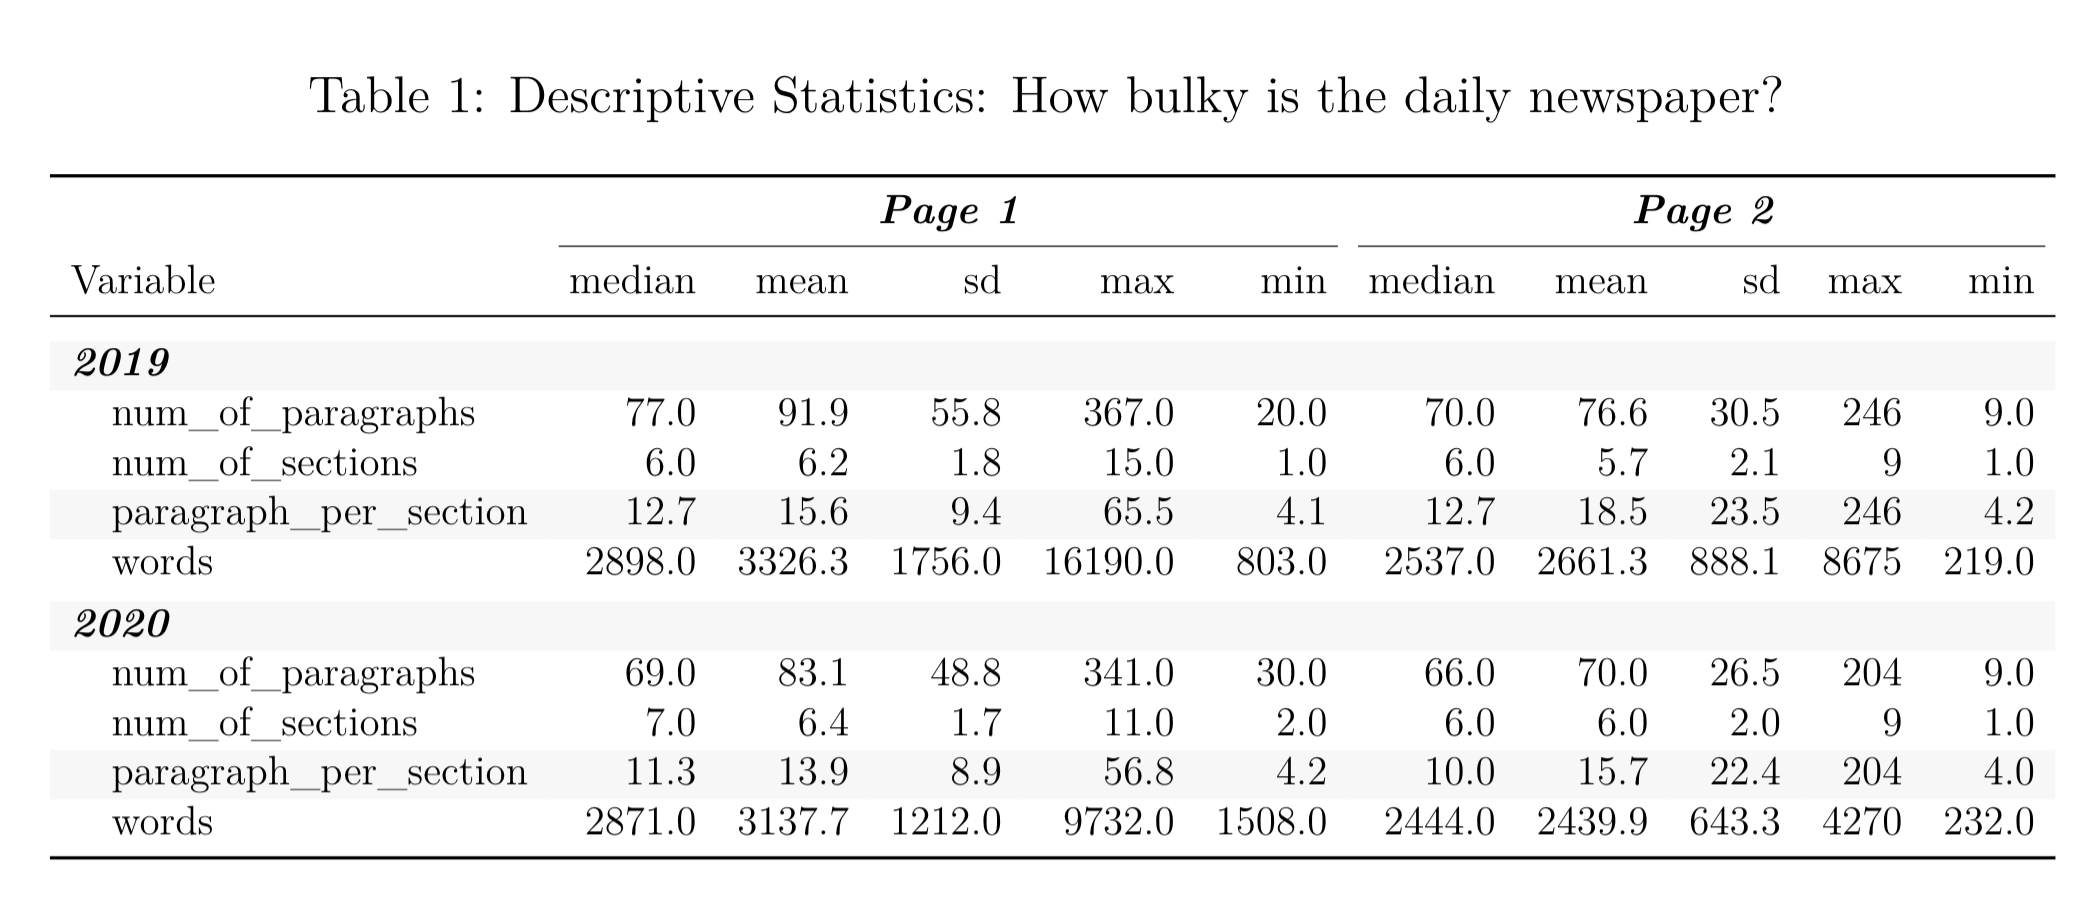 Table 1: Descriptive Statistics: How bulky is the daily newspaper?
Page 1 Page 2
Variable median mean sd max min median mean sd max min
2019
num_of_paragraphs 77.0 91.9 55.8 367.0 20.0 70.0 76.6 30.5 246 9.0
num_of_sections 6.0 6.2 1.8 15.0 1.0 6.0 5.7 2.1 9 1.0
paragraph_per_section 12.7 15.6 9.4 65.5 4.1 12.7 18.5 23.5 246 4.2
words 2898.0 3326.3 1756.0 16190.0 803.0 2537.0 2661.3 888.1 8675 219.0
2020
num_of_paragraphs 69.0 83.1 48.8 341.0 30.0 66.0 70.0 26.5 204 9.0
num_of_sections 7.0 6.4 1.7 11.0 2.0 6.0 6.0 2.0 9 1.0
paragraph_per_section 11.3 13.9 8.9 56.8 4.2 10.0 15.7 22.4 204 4.0
words 2871.0 3137.7 1212.0 9732.0 1508.0 2444.0 2439.9 643.3 4270 232.0